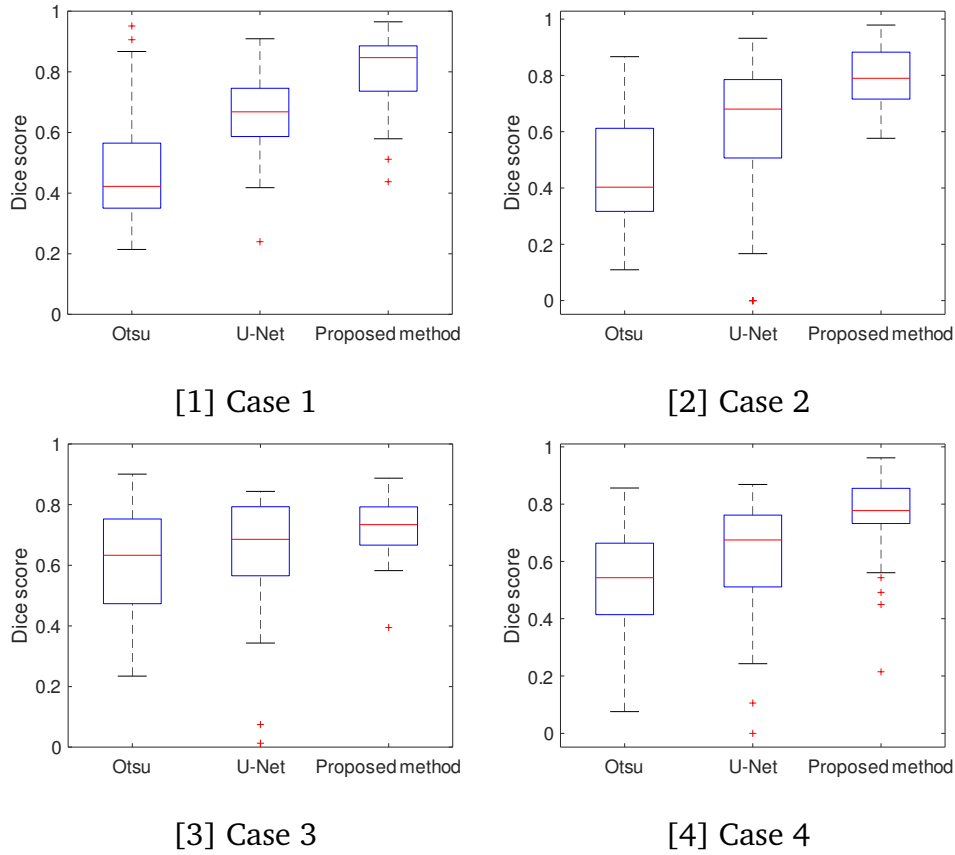 1
0.8
0.6
0.4
0.2
0
Dice score
Otsu U-Net Proposed method
[1] Case 1
1
0.8
0.6
0.4
0.2
0
Dice score
Otsu U-Net Proposed method
[2] Case 2
1
0.8
0.6
0.4
0.2
0
Dice score
Otsu U-Net Proposed method
[3] Case 3
1
0.8
0.6
0.4
0.2
0
Dice score
Otsu U-Net Proposed method
[4] Case 4